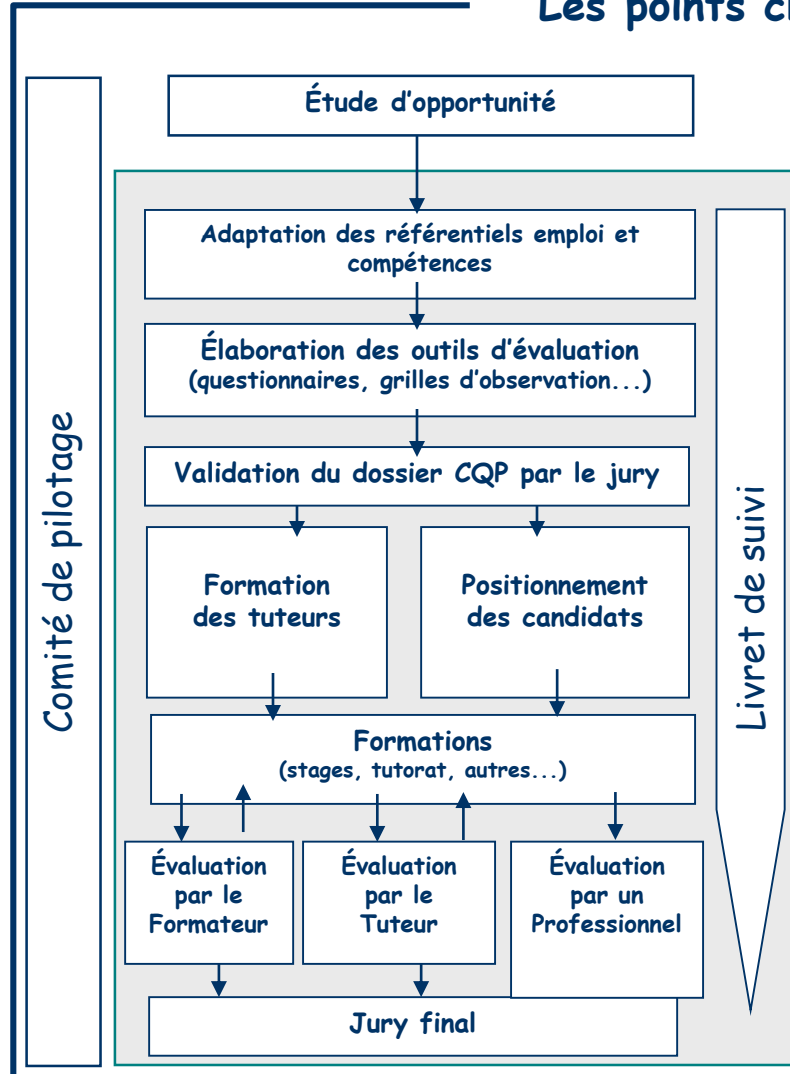 Les points
Étude d'opportunité
Adaptation des référentiels emploi et
compétences
Élaboration des outils d'évaluation
(questionnaires, grilles d'observation...)
Validation du dossier CQP par le jury
Formation
des tuteurs
Positionnement
des candidats
Formations
(stages, tutorat, autres...)
Évaluation
par le
Formateur
Évaluation
par le
Tuteur
Évaluation
par un
Professionnel
Jury final
Comité de pilotage
Livret de suivi